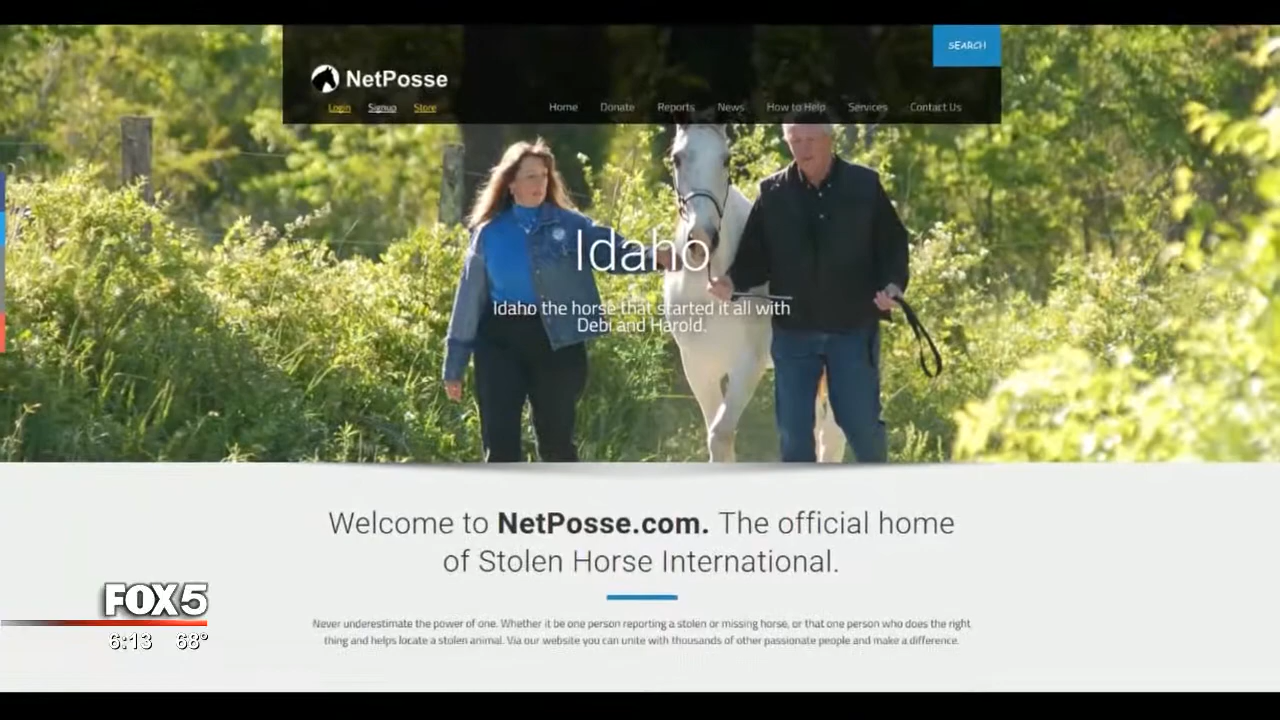 SEARCH
NetPosse
Login Signup Store
Home Donate Reports News How to Help Services Contact Us
Idaho
Idaho the horse that started it all with
Debi and Harold.
Welcome to NetPosse.com. The official home
of Stolen Horse International.
Never underestimate the power of one. Whether it be one person reporting a stolen or missing horse, or that one person who does the right
thing and helps locate a stolen animal. Via our website you can unite with thousands of other passionate people and make a difference.
FOX 5
6:13 68°